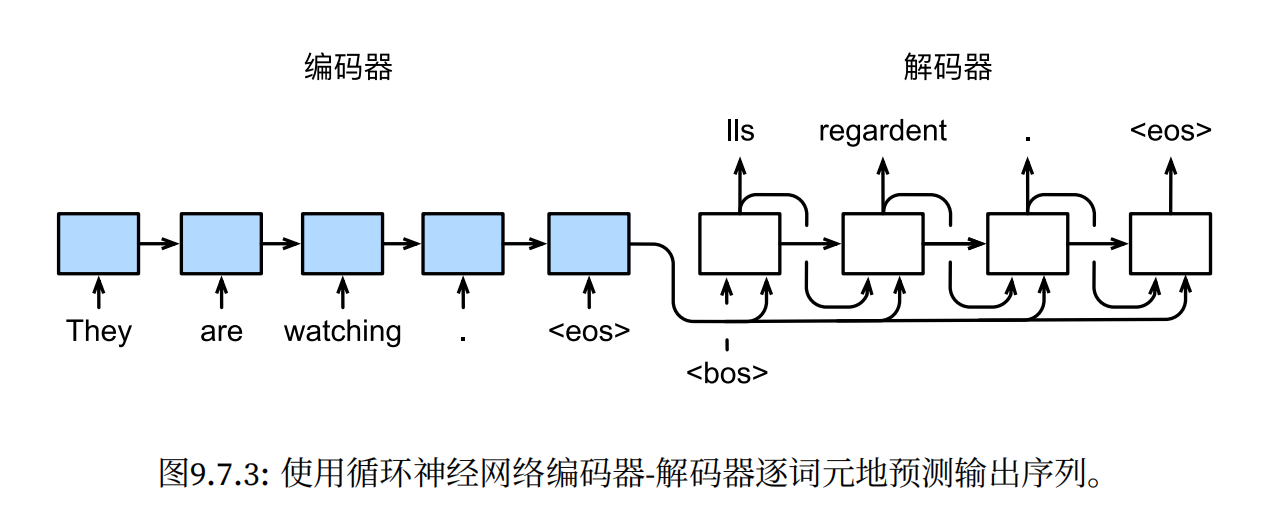 编码器 解码器
Ils regardent . <eos>
They are watching . <eos>
<bos>
图9.7.3: 使用循环神经网络编码器-解码器逐词元地预测输出序列。